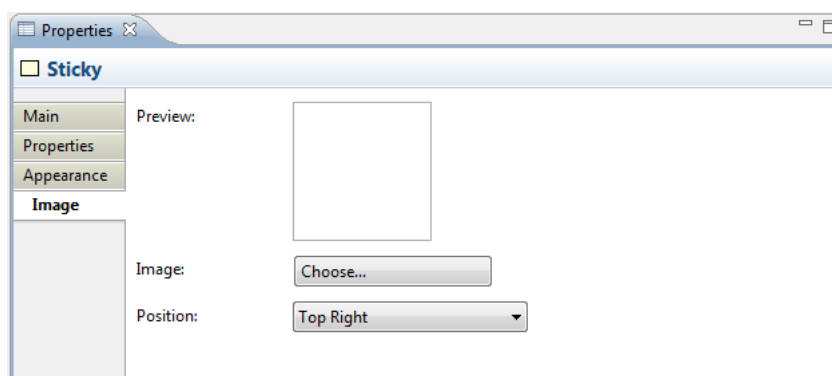 Properties
Sticky
Main
Properties
Appearance
Image
Preview:
Image:
Choose...
Position:
Top Right